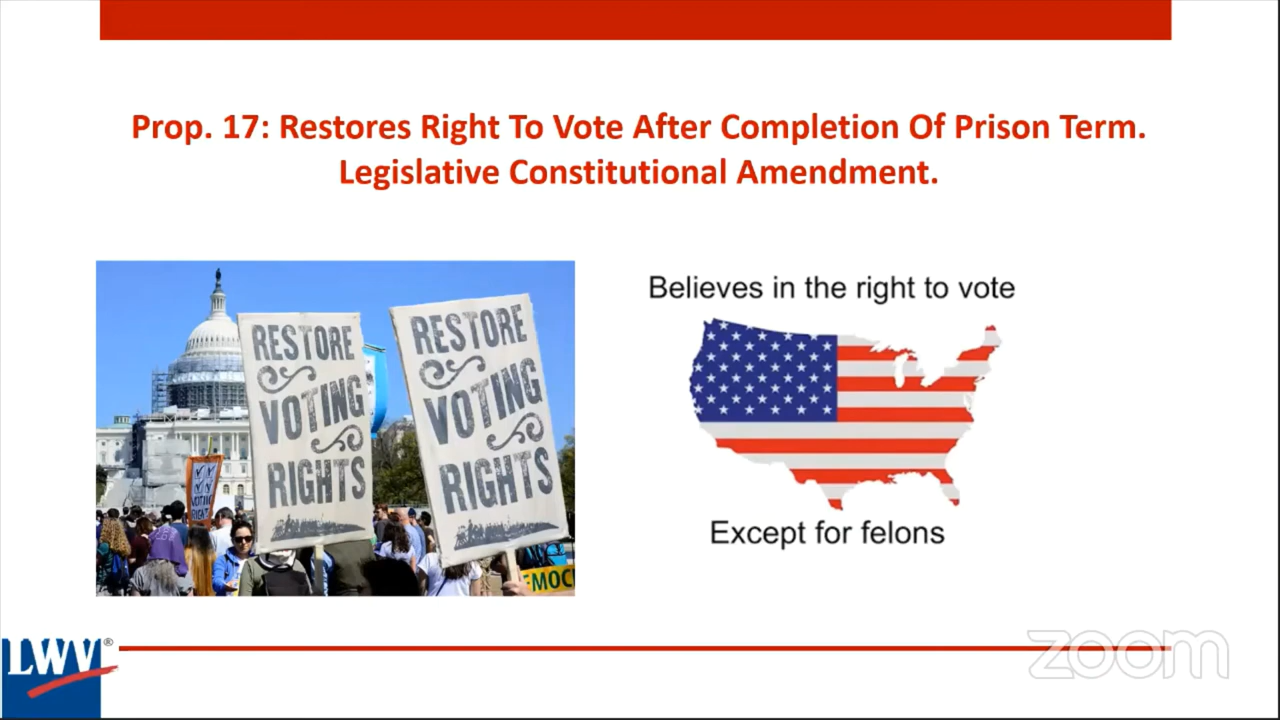 Prop. 17: Restores Right To Vote After Completion Of Prison Term.
Legislative Constitutional Amendment.
RESTORE
VOTING
RIGHTS
RESTORE
VOTING
RIGHTS
Believes in the right to vote
Except for felons
LWV®
zoom